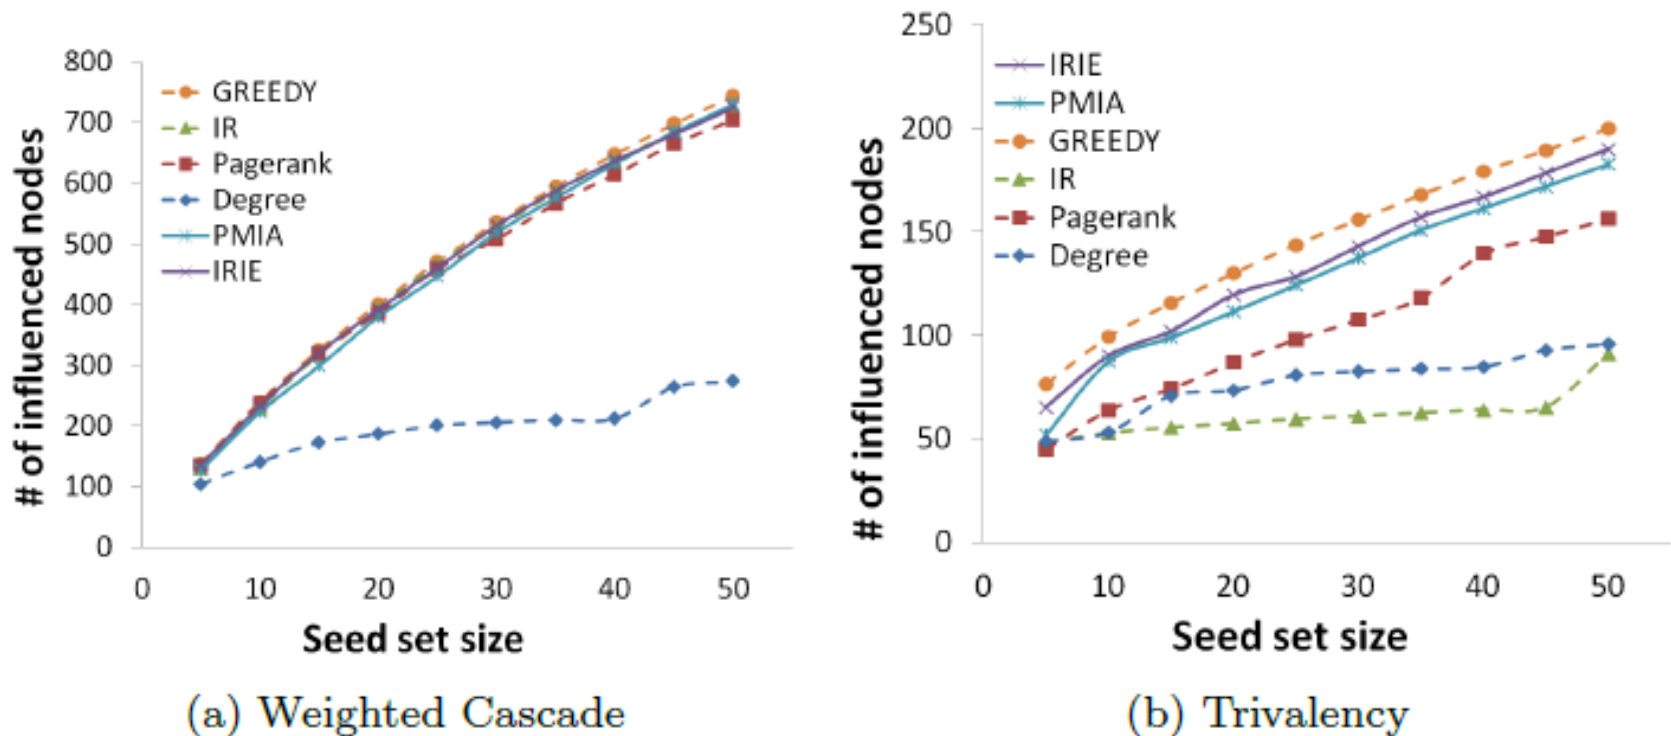 # of influenced nodes
800
700
600
500
400
300
200
100
0
GREEDY
IR
Pagerank
Degree
PMIA
IRIE
0 10 20 30 40 50
Seed set size
(a) Weighted Cascade
# of influenced nodes
250
200
150
100
50
0
IRIE
PMIA
GREEDY
IR
Pagerank
Degree
0 10 20 30 40 50
Seed set size
(b) Trivalency